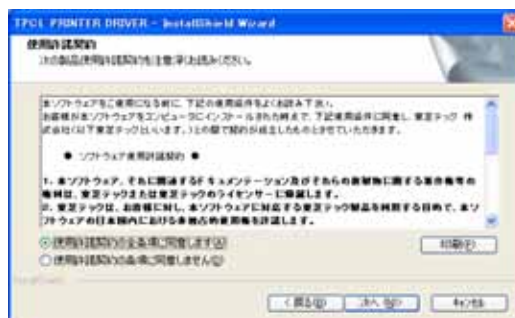 TPCL PRINTER DRIVER - InstallShield Wizard
使用許諾契約
次の製品使用許諾契約を注意深くお読みください。
本ソフトウェアをご使用になる前に、下記の使用条件をよくお読み下さい。
お客様が本ソフトウェアをコンピュータにインストールされた時点で、下記使用条件に同意し、東芝テック 株
式会社(以下東芝テックといいます。)との間で契約が成立したものとさせていただきます。
● ソフトウェア使用許諾契約 ●
1. 本ソフトウェア、それに関連するドキュメンテーション及びそれらの複製物に関する著作権等の
権利は、東芝テックまたは東芝テックのライセンサーに帰属します。
2. 東芝テックは、お客様に対し、本ソフトウェアに対応する東芝テック製品を利用する目的で、本ソ
フトウェアの日本国内における非独占的使用権を許諾します。
使用許諾契約の全条項に同意します(A)
使用許諾契約の条項に同意しません(D)
印刷(P)
InstallShield
< 戻る(B)
次へ(N) >
キャンセル